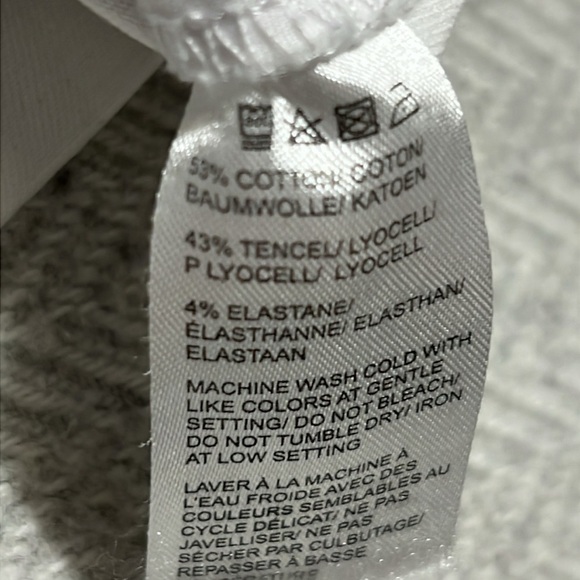 53% COTTON/ COTON/
BAUMWOLLE/ KATOEN
43% TENCEL/ LYOCELL/
P LYOCELL/ LYOCELL
4% ELASTANE/
ÉLASTHANNE/ ELASTHAN/
ELASTAAN
MACHINE WASH COLD WITH
LIKE COLORS AT GENTLE
SETTING/ DO NOT BLEACH/
DO NOT TUMBLE DRY/ IRON
AT LOW SETTING
LAVER À LA MACHINE À
L'EAU FROIDE AVEC DES
COULEURS SEMBLABLES AU
CYCLE DÉLICAT/ NE PAS
JAVELLISER/ NE PAS
SÉCHER PAR CULBUTAGE/
REPASSER À BASSE